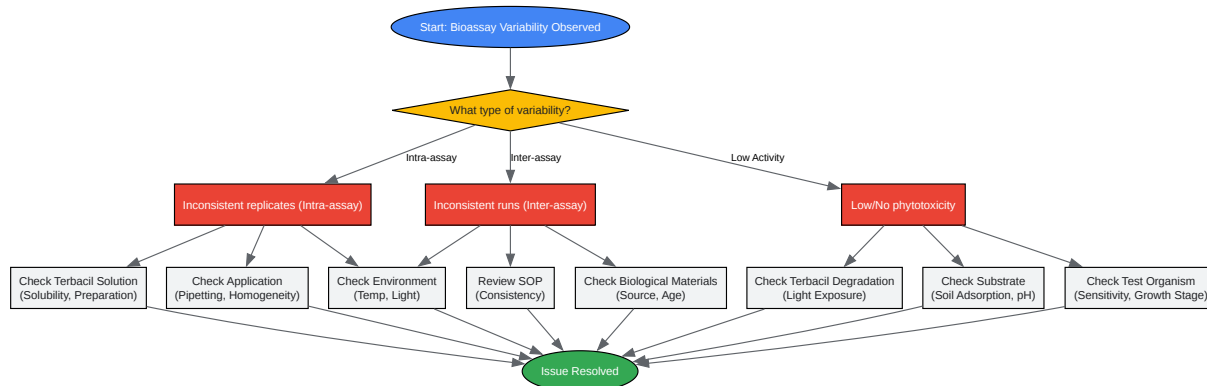 Start: Bioassay Variability Observed
What type of variability?
Intra-assay
Inter-assay
Low Activity
Inconsistent replicates (Intra-assay)
Inconsistent runs (Inter-assay)
Low/No phytotoxicity
Check Terbacil Solution
(Solubility, Preparation)
Check Application
(Pipetting, Homogeneity)
Check Environment
(Temp, Light)
Review SOP
(Consistency)
Check Biological Materials
(Source, Age)
Check Terbacil Degradation
(Light Exposure)
Check Substrate
(Soil Adsorption, pH)
Check Test Organism
(Sensitivity, Growth Stage)
Issue Resolved